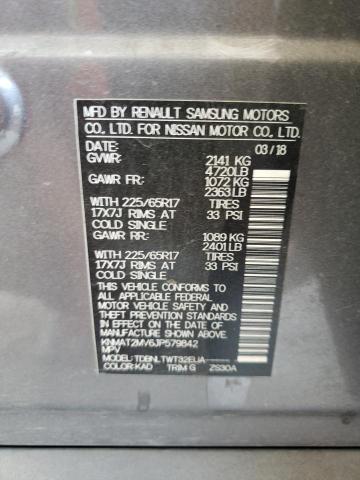 MFD BY RENAULT SAMSUNG MOTORS
CO., LTD. FOR NISSAN MOTOR CO., LTD.
DATE: 03/18
GVWR: 2141 KG
4720LB
GAWR FR: 1072 KG
2363LB
WITH 225/65R17 TIRES
17X7J RIMS AT 33 PSI
COLD SINGLE
GAWR RR: 1089 KG
2401LB
WITH 225/65R17 TIRES
17X7J RIMS AT 33 PSI
COLD SINGLE
THIS VEHICLE CONFORMS TO ALL
APPLICABLE FEDERAL MOTOR VEHICLE
SAFETY, BUMPER, AND
THEFT PREVENTION STANDARDS
IN EFFECT ON THE DATE OF
MANUFACTURE SHOWN ABOVE.
KNMAT2MV6JP579842
MPV
MODEL: TDBNLTWT32EUA-------
COLOR:KAD TRIM:G ZS30A